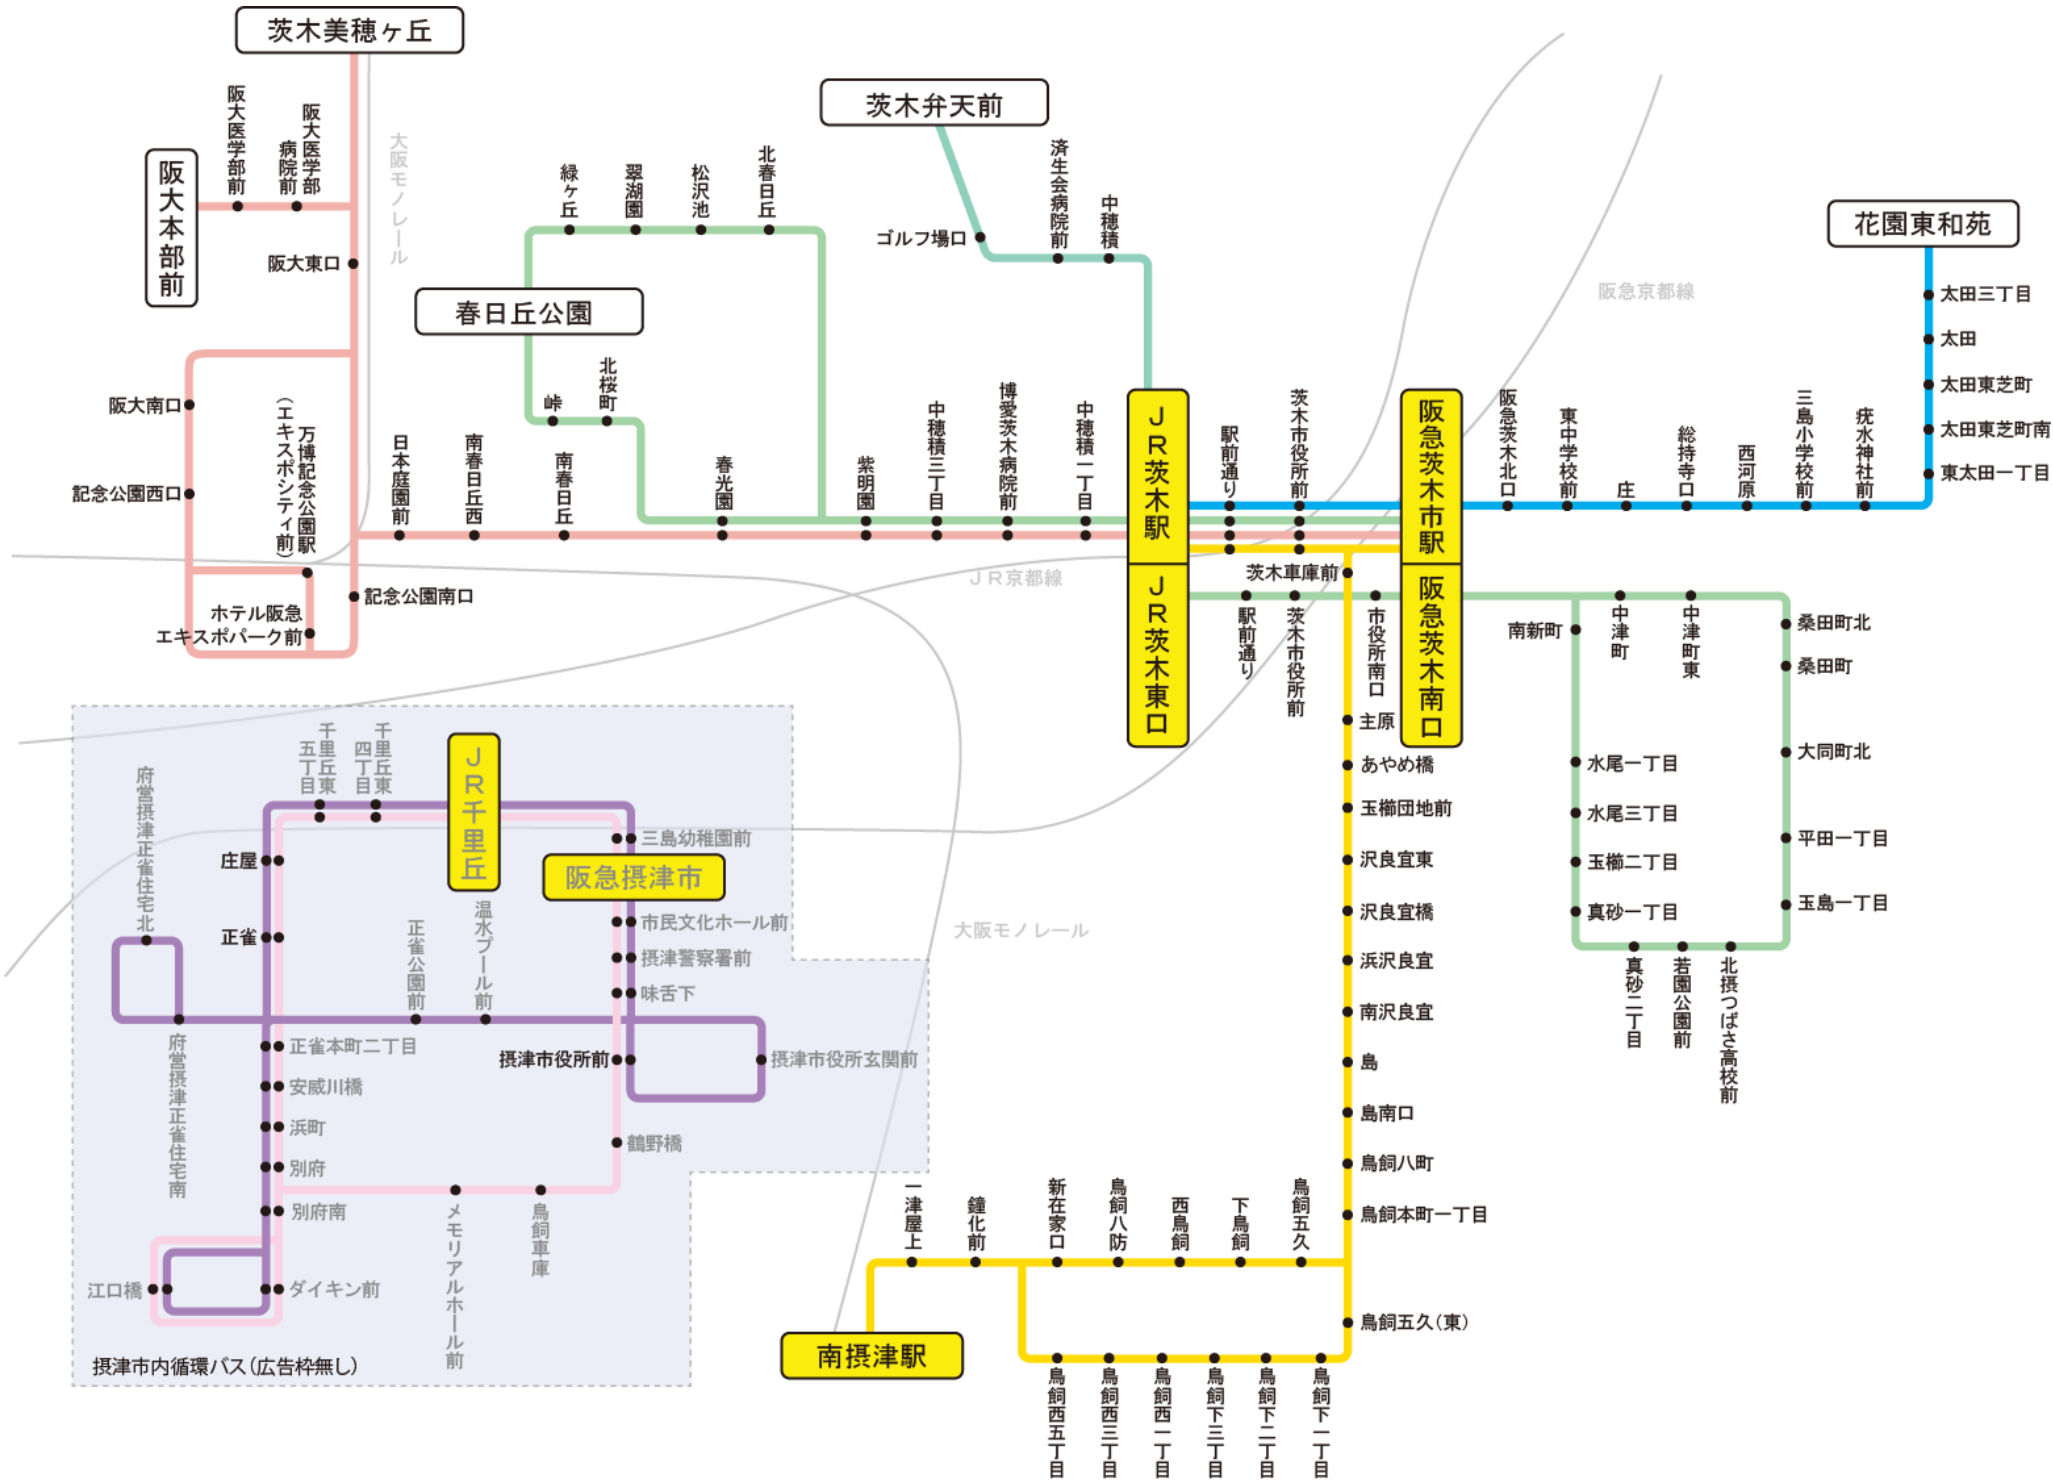 茨木美穂ヶ丘
阪大医学部前
阪大医学部
病院前
阪大本部前
大阪モノレール
阪大東口
阪大南口
記念公園西口
万博記念公園駅
(エキスポシティ前)
ホテル阪急
エキスポパーク前
記念公園南口
日本庭園前
南春日丘西
南春日丘
緑ヶ丘
翠湖園
松沢池
北春日丘
春日丘公園
峠
北桜町
春光園
紫明園
中穂積三丁目
博愛茨木病院前
中穂積一丁目
茨木弁天前
ゴルフ場口
済生会病院前
中穂積
JR茨木駅
JR茨木東口
駅前通り
茨木市役所前
阪急茨木市駅
阪急茨木南口
阪急茨木北口
東中学校前
庄
総持寺口
西河原
三島小学校前
疣水神社前
花園東和苑
太田三丁目
太田
太田東芝町
太田東芝町南
東太田一丁目
阪急京都線
JR京都線
茨木車庫前
駅前通り
茨木市役所前
市役所南口
南新町
中津町
中津町東
桑田町北
桑田町
大同町北
平田一丁目
玉島一丁目
水尾一丁目
水尾三丁目
玉櫛二丁目
真砂一丁目
真砂二丁目
若園公園前
北摂つばさ高校前
主原
あやめ橋
玉櫛団地前
沢良宜東
沢良宜橋
浜沢良宜
南沢良宜
島
島南口
鳥飼八町
鳥飼本町一丁目
鳥飼五久(東)
大阪モノレール
一津屋上
鐘化前
新在家口
鳥飼八防
西鳥飼
下鳥飼
鳥飼五久
南摂津駅
鳥飼西五丁目
鳥飼西三丁目
鳥飼西一丁目
鳥飼下三丁目
鳥飼下二丁目
鳥飼下一丁目
千里丘東
五丁目
千里丘東
四丁目
JR千里丘
府営摂津正雀住宅北
庄屋
正雀
三島幼稚園前
阪急摂津市
市民文化ホール前
摂津警察署前
味舌下
正雀公園前
温水プール前
府営摂津正雀住宅南
正雀本町二丁目
安威川橋
浜町
別府
別府南
摂津市役所前
摂津市役所玄関前
鶴野橋
メモリアルホール前
鳥飼車庫
江口橋
ダイキン前
摂津市内循環バス(広告枠無し)